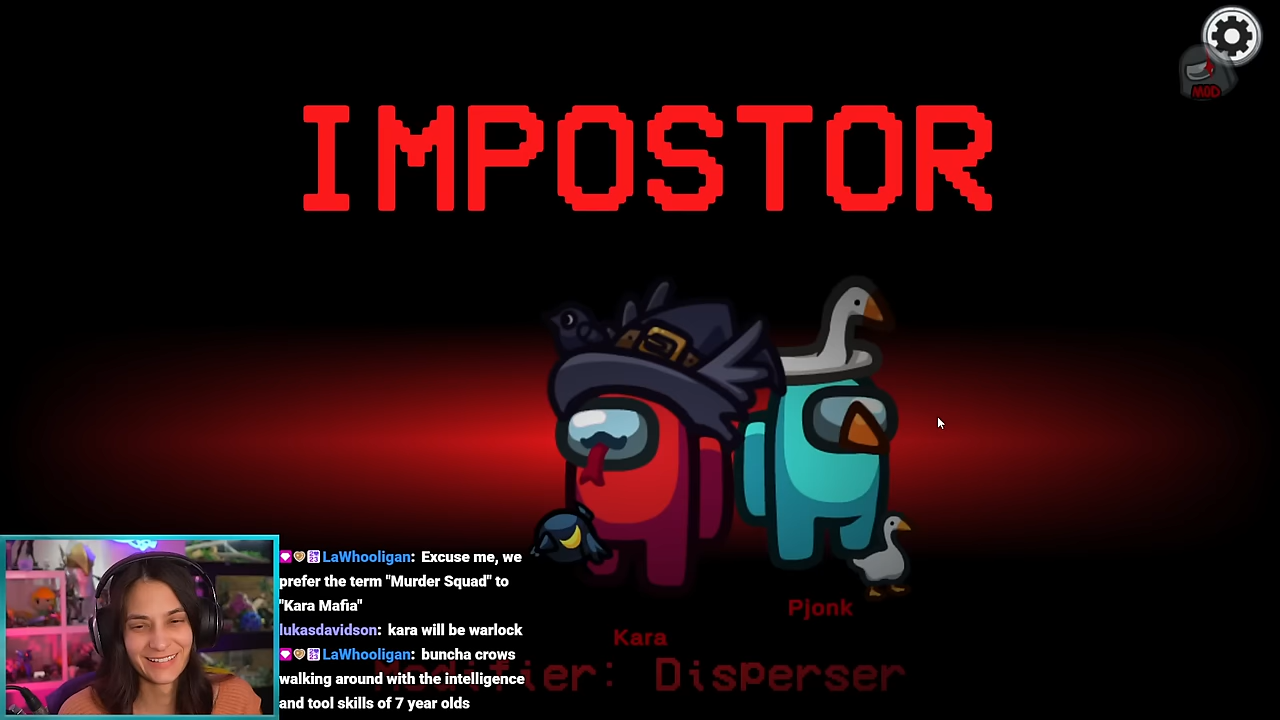 MOD
IMPOSTOR
Pjonk
Kara
Modifier: Disperser
LaWhooligan: Excuse me, we
prefer the term "Murder Squad" to
"Kara Mafia"
lukasdavidson: kara will be warlock
LaWhooligan: buncha crows
walking around with the intelligence
and tool skills of 7 year olds